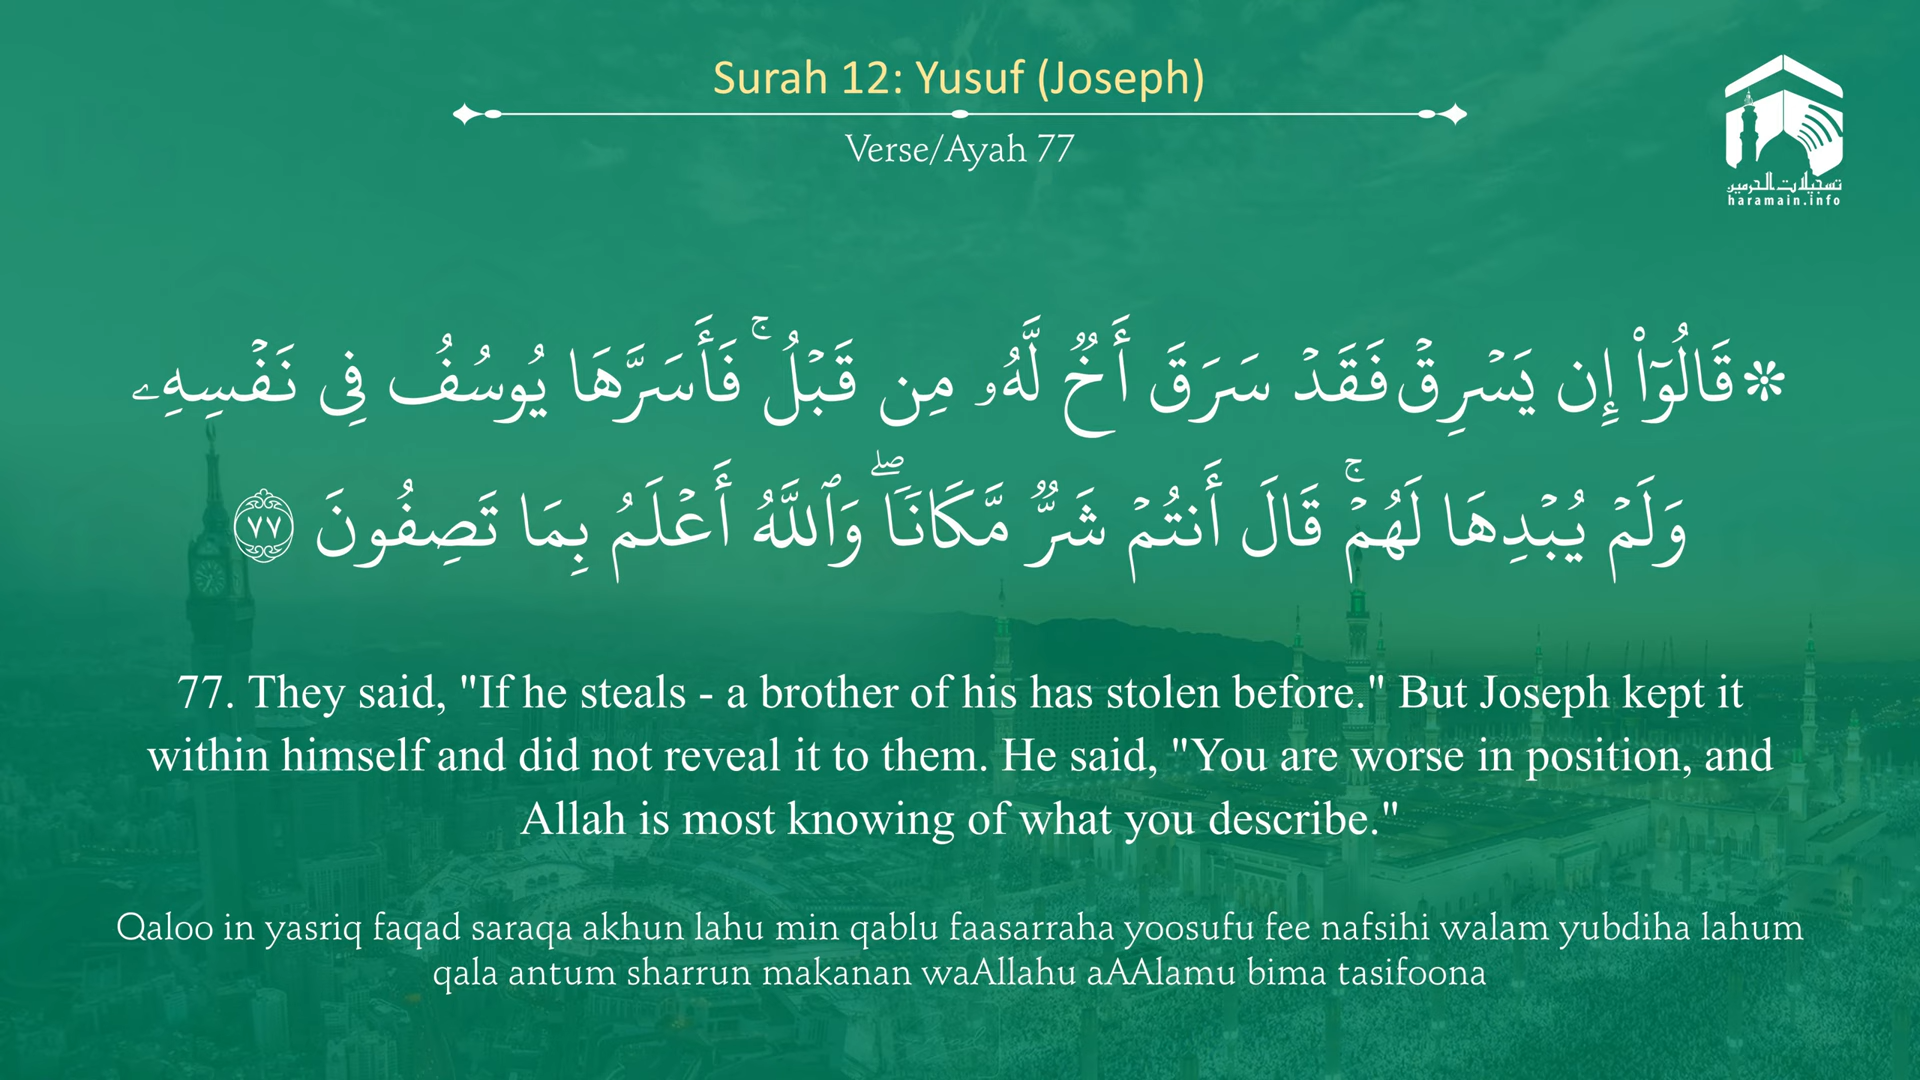 Surah 12: Yusuf (Joseph)
Verse/Ayah 77
تسجيلات الحرمين
haramain.info
۞ قَالُوٓا۟ إِن يَسْرِقْ فَقَدْ سَرَقَ أَخٌ لَّهُۥ مِن قَبْلُ ۚ فَأَسَرَّهَا يُوسُفُ فِى نَفْسِهِۦ
وَلَمْ يُبْدِهَا لَهُمْ ۚ قَالَ أَنتُمْ شَرٌّ مَّكَانًا ۖ وَٱللَّهُ أَعْلَمُ بِمَا تَصِفُونَ ٧٧
77. They said, "If he steals - a brother of his has stolen before." But Joseph kept it
within himself and did not reveal it to them. He said, "You are worse in position, and
Allah is most knowing of what you describe."
Qaloo in yasriq faqad saraqa akhun lahu min qablu faasarraha yoosufu fee nafsihi walam yubdiha lahum
qala antum sharrun makanan waAllahu aAAlamu bima tasifoona